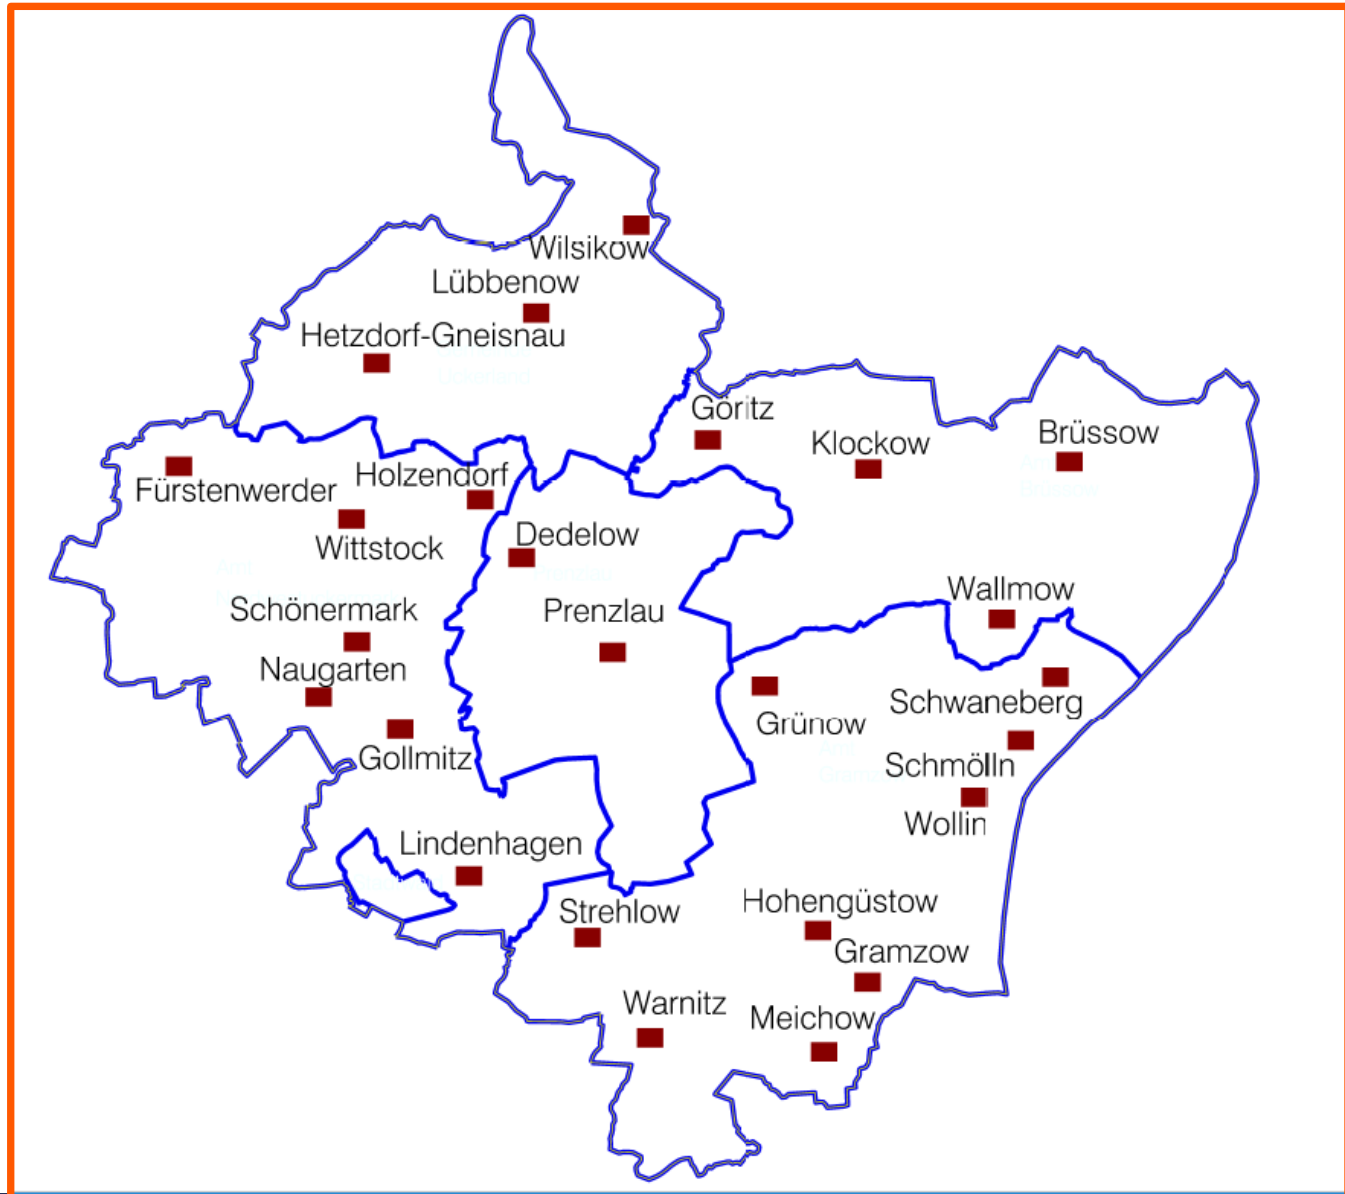 Wilsikow
Lübbenow
Hetzdorf-Gneisnau
Göritz
Klockow
Brüssow
Holzendorf
Fürstenwerder
Wittstock
Dedelow
Wallmow
Schönermark
Prenzlau
Naugarten
Schwaneberg
Grünow
Gollmitz
Schmölln
Wollin
Lindenhagen
Strehlow
Hohengüstow
Gramzow
Warnitz
Meichow